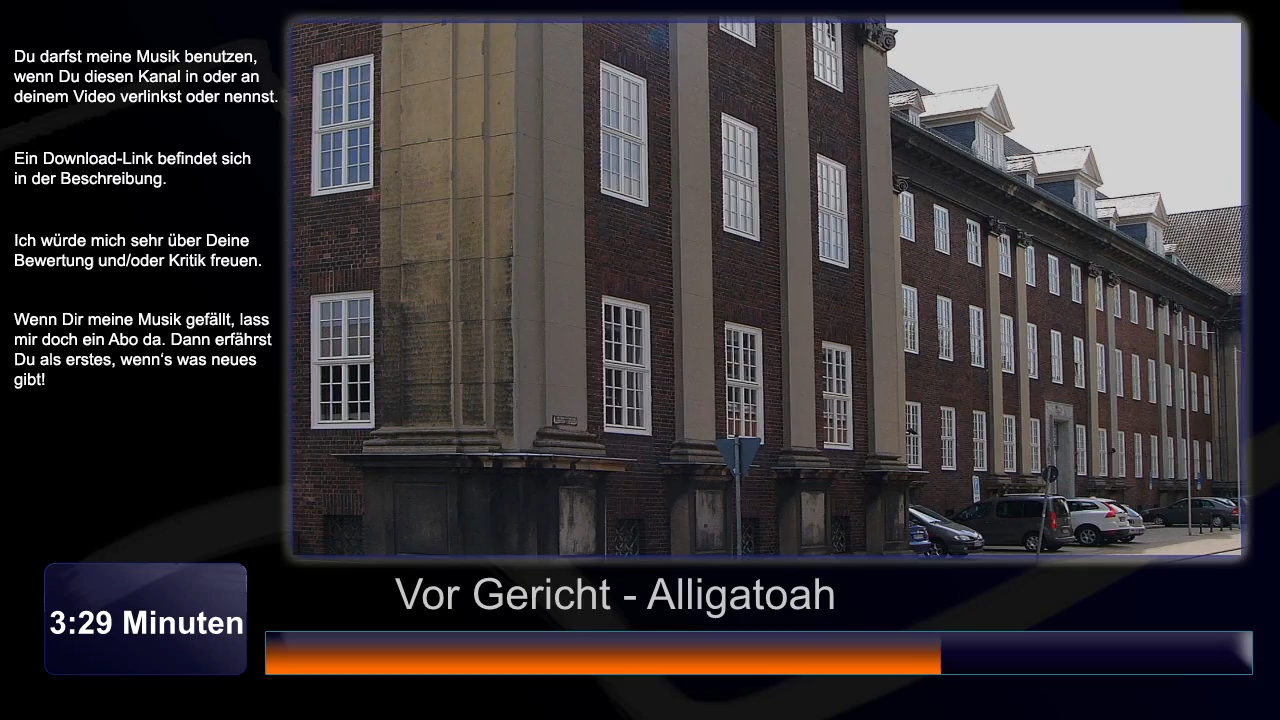 Du darfst meine Musik benutzen,
wenn Du diesen Kanal in oder an
deinem Video verlinkst oder nennst.
Ein Download-Link befindet sich
in der Beschreibung.
Ich würde mich sehr über Deine
Bewertung und/oder Kritik freuen.
Wenn Dir meine Musik gefällt, lass
mir doch ein Abo da. Dann erfährst
Du als erstes, wenn‘s was neues
gibt!
Vor Gericht - Alligatoah
3:29 Minuten